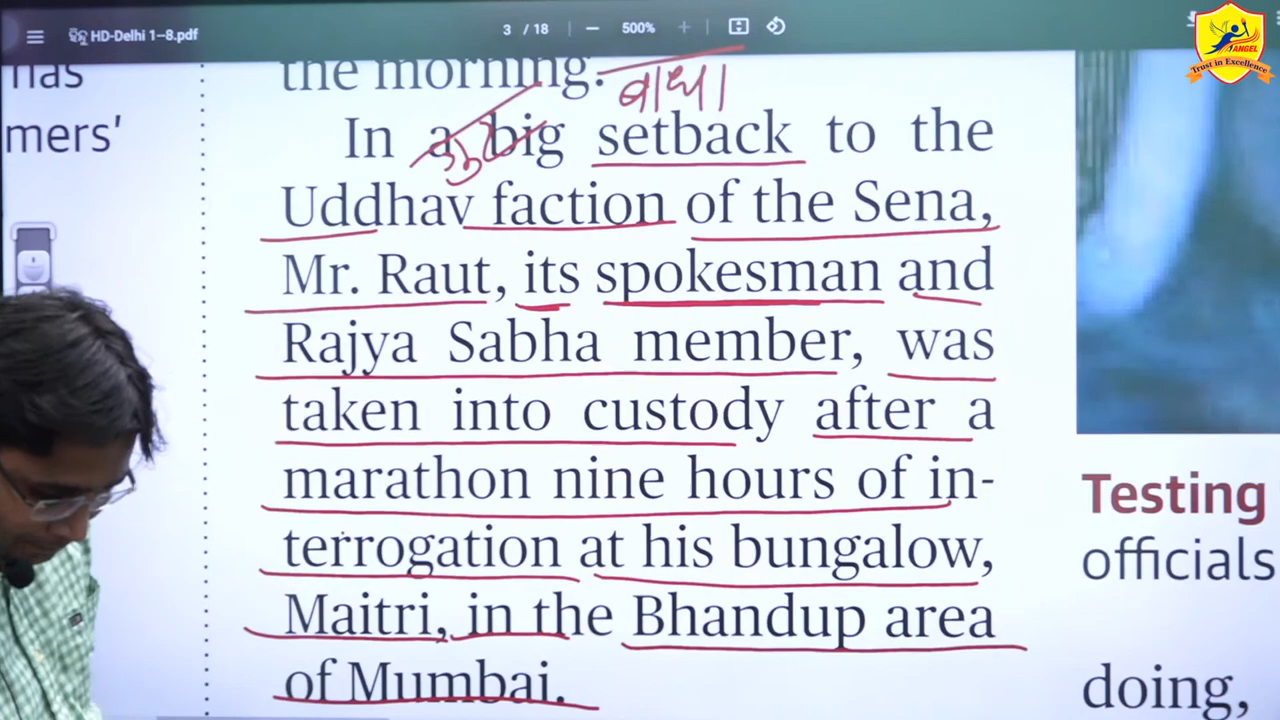 HD-Delhi 1–8.pdf
3 / 18
500%
ANGEL
Trust in Excellence
mers’
the morning.
बाधा
In a big setback to the
Uddhav faction of the Sena,
Mr. Raut, its spokesman and
Rajya Sabha member, was
taken into custody after a
marathon nine hours of in-
terrogation at his bungalow,
Maitri, in the Bhandup area
of Mumbai.
Testing
officials
doing,